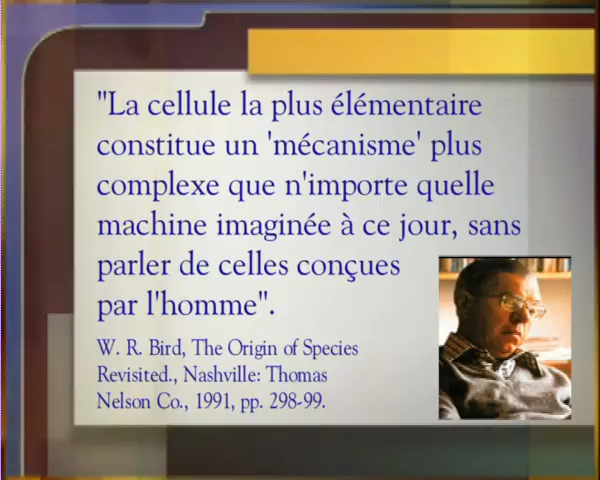 "La cellule la plus élémentaire
constitue un 'mécanisme' plus
complexe que n'importe quelle
machine imaginée à ce jour, sans
parler de celles conçues
par l'homme".
W. R. Bird, The Origin of Species
Revisited., Nashville: Thomas
Nelson Co., 1991, pp. 298-99.